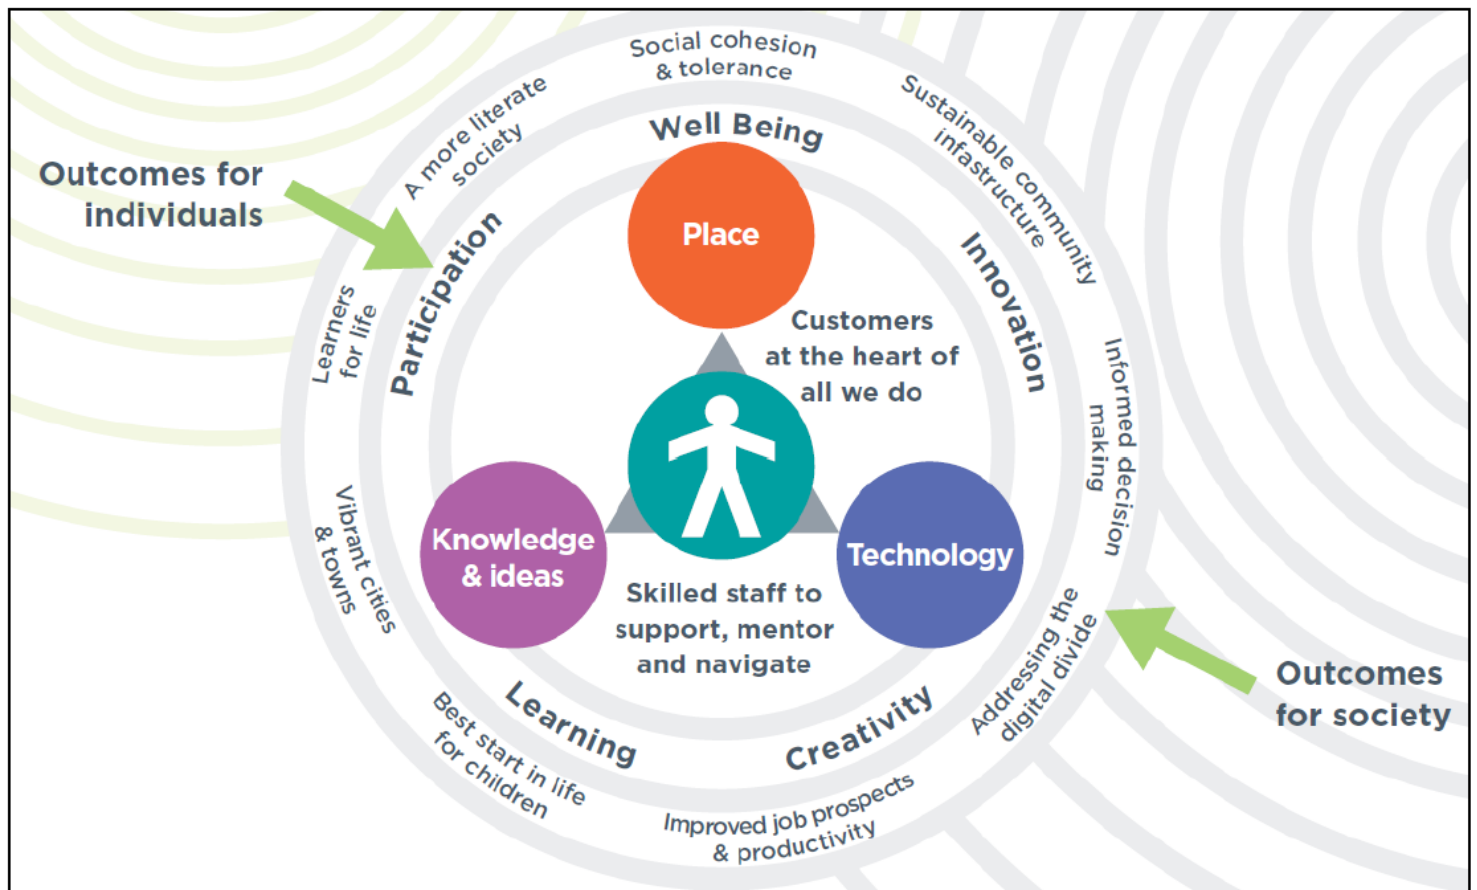 Social cohesion
& tolerance
Sustainable community
infastructure
Informed decision
making
Addressing the
digital divide
Improved job prospects
& productivity
Best start in life
for children
Vibrant cities
& towns
Learners
for life
A more literate
society
Outcomes for
individuals
Well Being
Innovation
Creativity
Learning
Participation
Place
Customers
at the heart of
all we do
Knowledge
& ideas
Technology
Skilled staff to
support, mentor
and navigate
Outcomes
for society